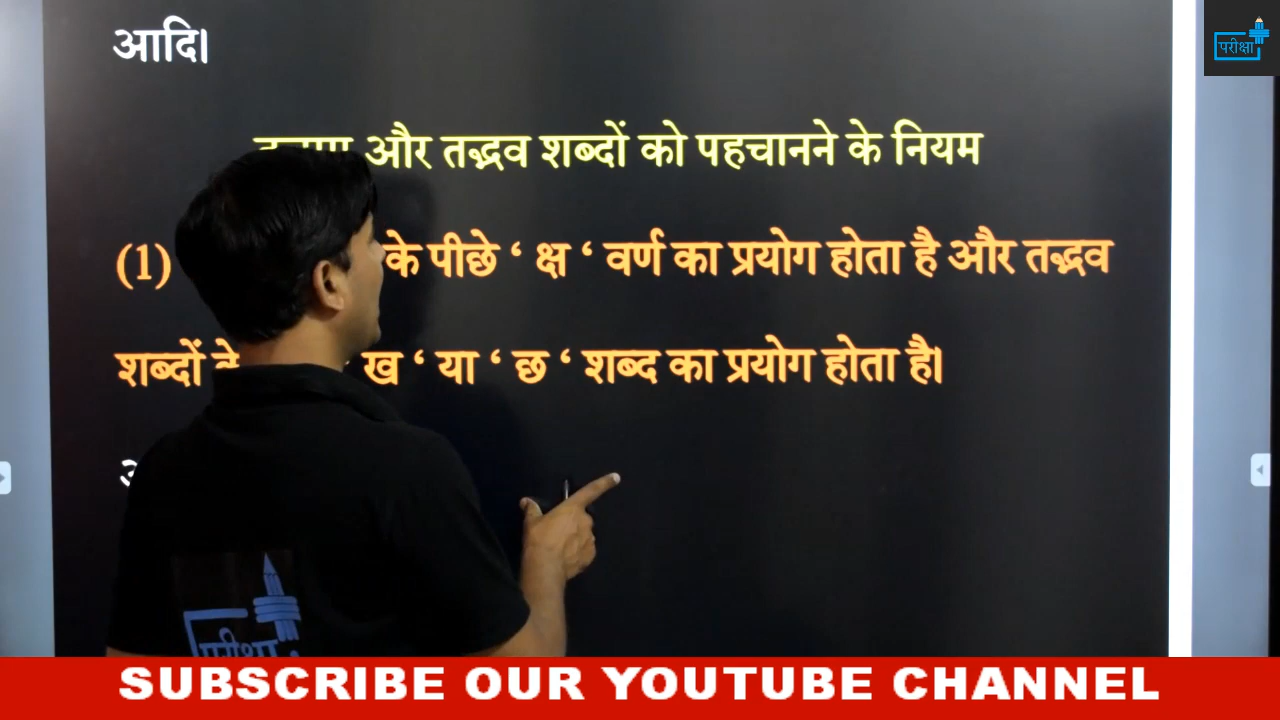 आदि।
परीक्षा
और तद्भव शब्दों को पहचानने के नियम
(1) के पीछे ‘ क्ष ‘ वर्ण का प्रयोग होता है और तद्भव
शब्दों ख ‘ या ‘ छ ‘ शब्द का प्रयोग होता है।
परीक्षा
SUBSCRIBE OUR YOUTUBE CHANNEL